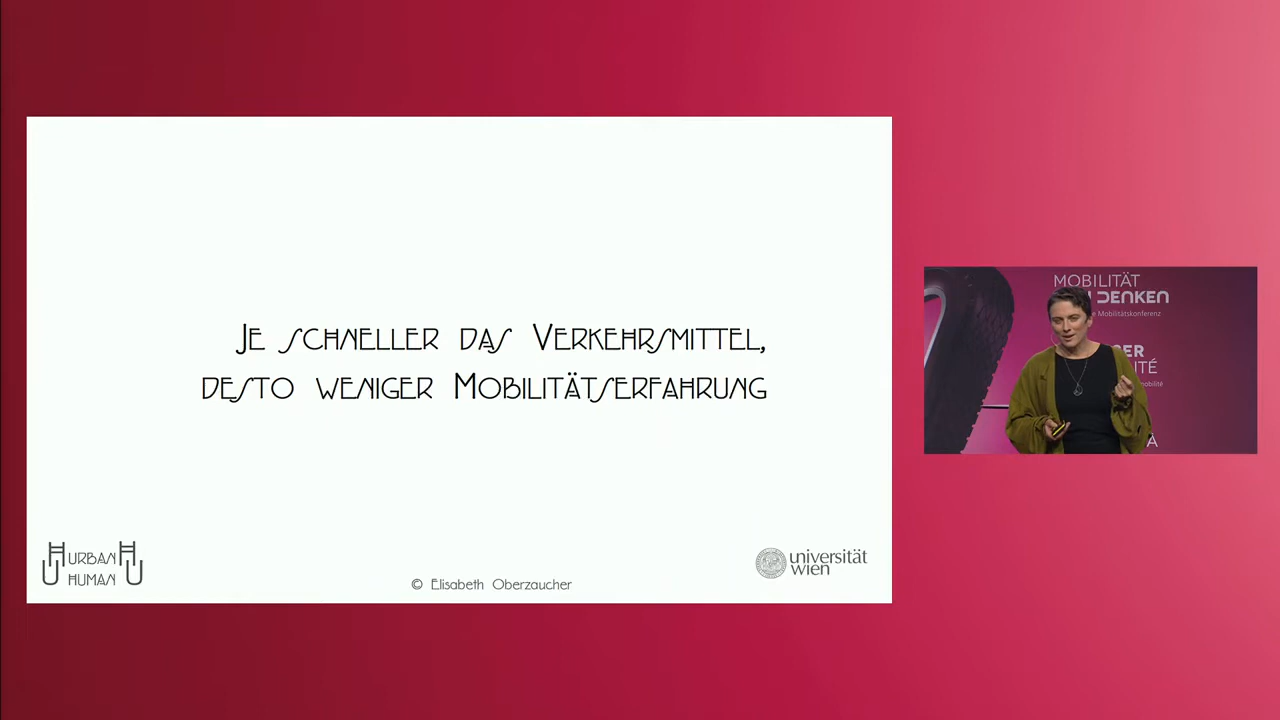 Je schneller das Verkehrsmittel,
desto weniger Mobilitätserfahrung
URBAN
HUMAN
© Elisabeth Oberzaucher
universität
wien
MOBILITÄT
DENKEN
Mobilitätskonferenz